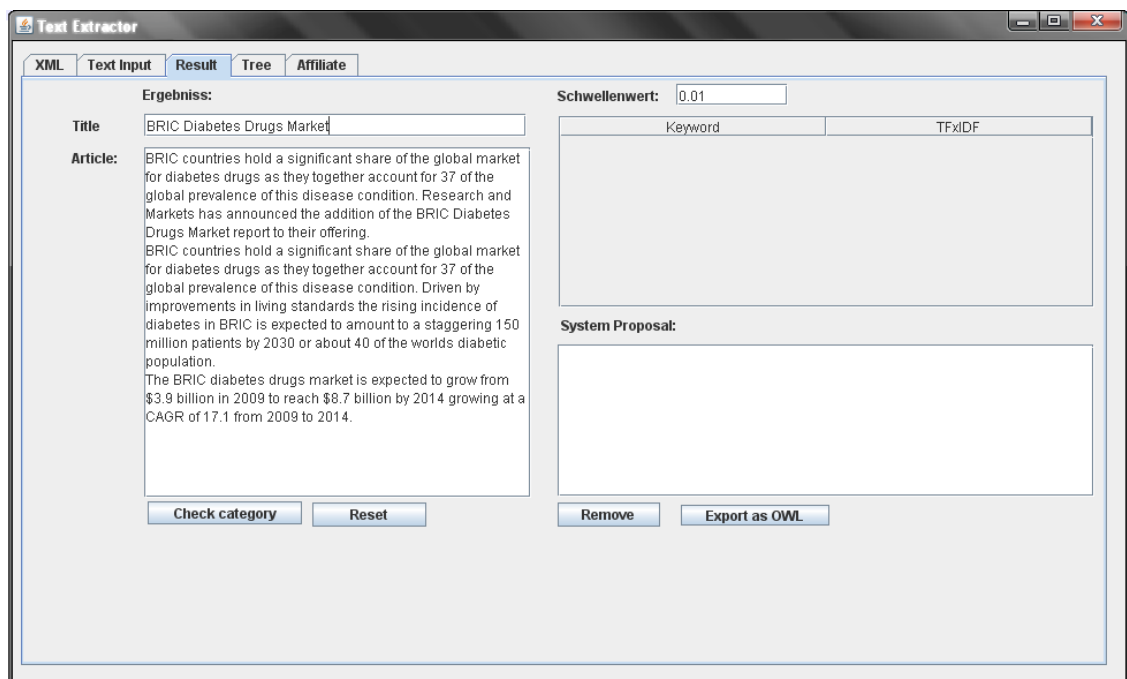 Text Extractor
XML Text Input Result Tree Affiliate
Ergebniss:
Title
BRIC Diabetes Drugs Market
Article:
BRIC countries hold a significant share of the global market
for diabetes drugs as they together account for 37 of the
global prevalence of this disease condition. Research and
Markets has announced the addition of the BRIC Diabetes
Drugs Market report to their offering.
BRIC countries hold a significant share of the global market
for diabetes drugs as they together account for 37 of the
global prevalence of this disease condition. Driven by
improvements in living standards the rising incidence of
diabetes in BRIC is expected to amount to a staggering 150
million patients by 2030 or about 40 of the worlds diabetic
population.
The BRIC diabetes drugs market is expected to grow from
$3.9 billion in 2009 to reach $8.7 billion by 2014 growing at a
CAGR of 17.1 from 2009 to 2014.
Check category Reset
Schwellenwert: 0.01
Keyword TFxIDF
System Proposal:
Remove Export as OWL